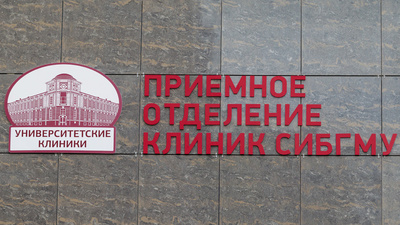 УНИВЕРСИТЕТСКИЕ
КЛИНИКИ
ПРИЕМНОЕ
ОТДЕЛЕНИЕ
КЛИНИК СИБГМУ